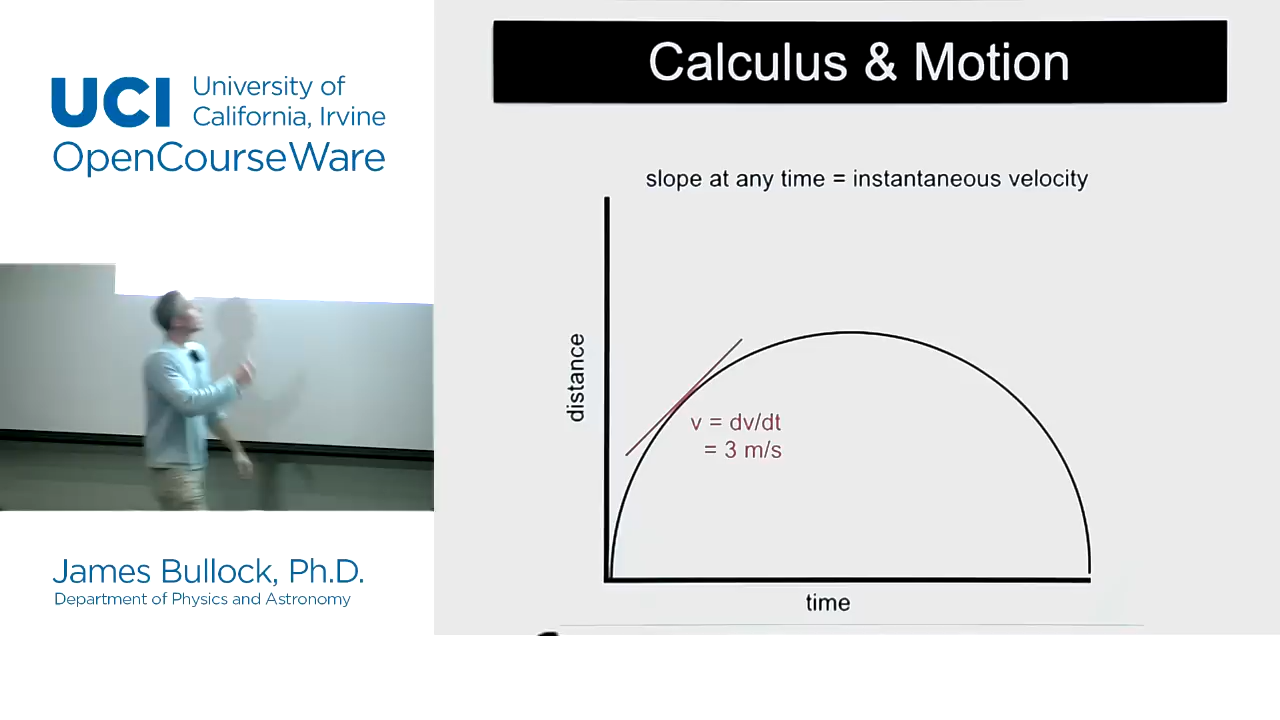 UCI University of
California, Irvine
OpenCourseWare
James Bullock, Ph.D.
Department of Physics and Astronomy
Calculus & Motion
slope at any time = instantaneous velocity
distance
v = dv/dt
= 3 m/s
time